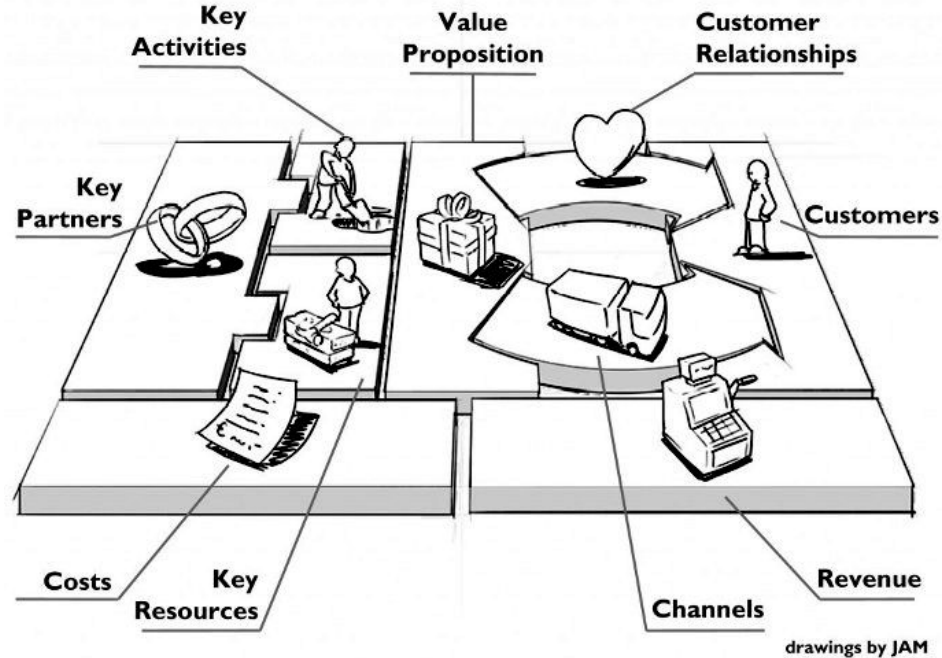 Key
Activities
Value
Proposition
Customer
Relationships
Key
Partners
Customers
Costs
Key
Resources
Channels
Revenue
drawings by JAM